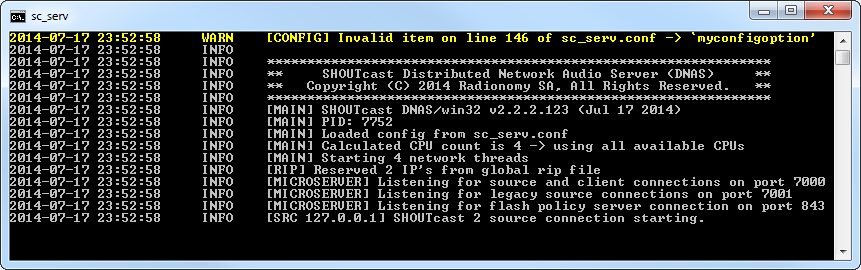 sc_serv
2014-07-17 23:52:58 WARN [CONFIG] Invalid item on line 146 of sc_serv.conf -> `myconfigoption'
2014-07-17 23:52:58 INFO
2014-07-17 23:52:58 INFO *******************************************************************
2014-07-17 23:52:58 INFO ** SHOUTcast Distributed Network Audio Server (DNAS) **
2014-07-17 23:52:58 INFO ** Copyright (C) 2014 Radionomy SA, All Rights Reserved. **
2014-07-17 23:52:58 INFO *******************************************************************
2014-07-17 23:52:58 INFO [MAIN] SHOUTcast DNAS/win32 v2.2.2.123 (Jul 17 2014)
2014-07-17 23:52:58 INFO [MAIN] PID: 7752
2014-07-17 23:52:58 INFO [MAIN] Loaded config from sc_serv.conf
2014-07-17 23:52:58 INFO [MAIN] Calculated CPU count is 4 -> using all available CPUs
2014-07-17 23:52:58 INFO [MAIN] Starting 4 network threads
2014-07-17 23:52:58 INFO [RIP] Reserved 2 IP's from global rip file
2014-07-17 23:52:58 INFO [MICROSERVER] Listening for source and client connections on port 7000
2014-07-17 23:52:58 INFO [MICROSERVER] Listening for legacy source connections on port 7001
2014-07-17 23:52:58 INFO [MICROSERVER] Listening for flash policy server connection on port 843
2014-07-17 23:52:58 INFO [SRC 127.0.0.1] SHOUTcast 2 source connection starting.